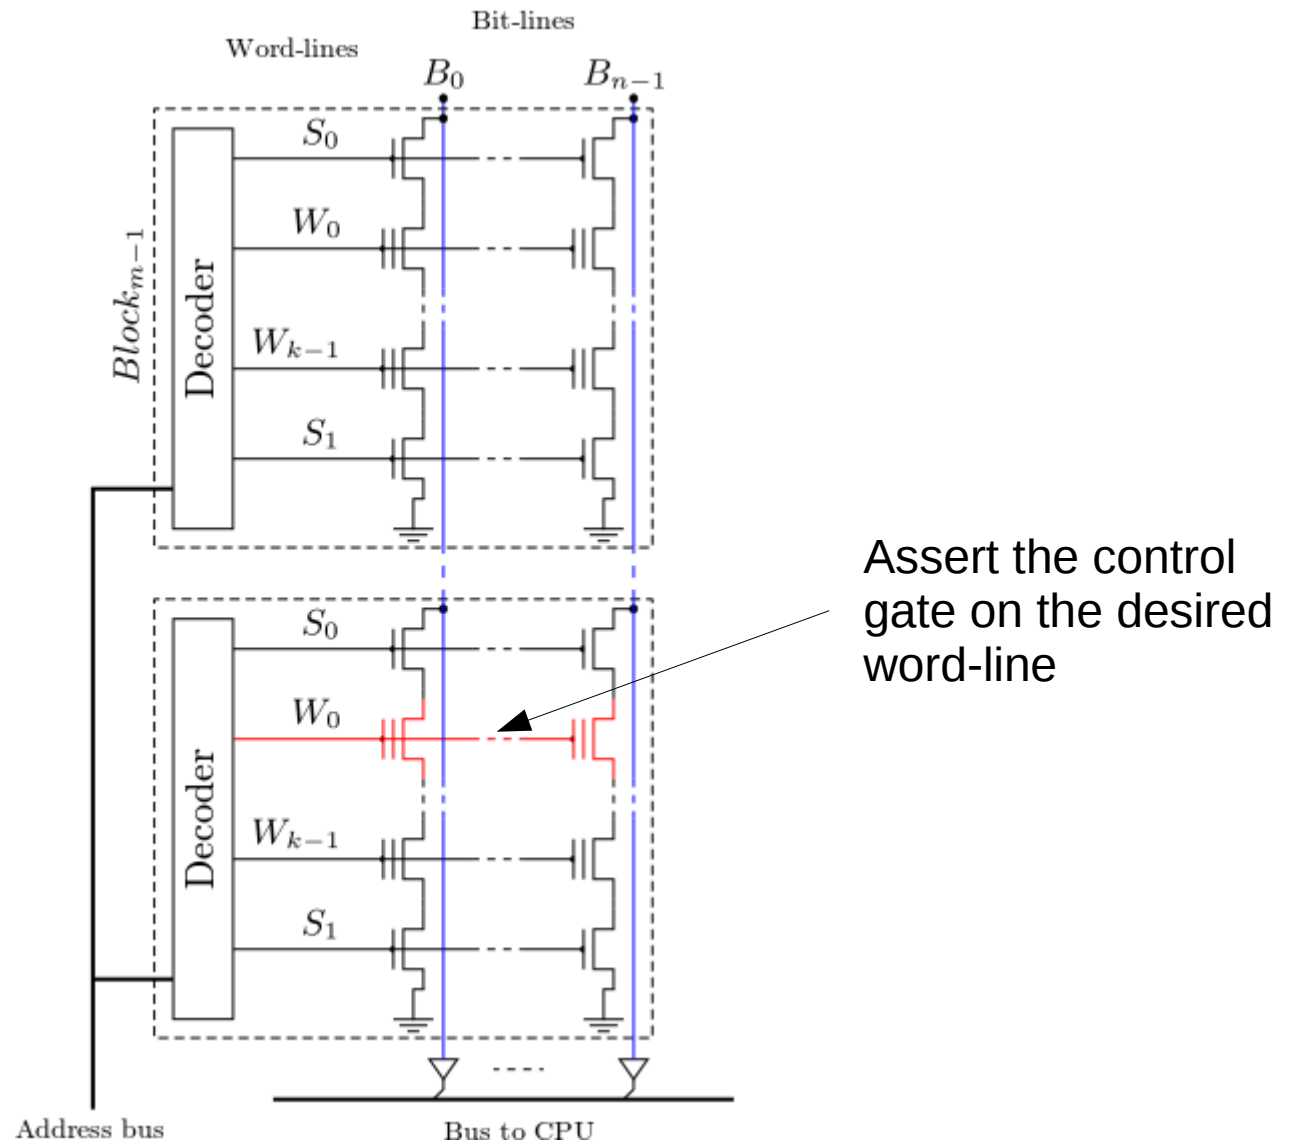 Bit-lines
Word-lines
B₀ Bₙ₋₁
S₀
W₀
Blockₘ₋₁
Decoder
Wₖ₋₁
S₁
Assert the control
gate on the desired
word-line
S₀
W₀
Decoder
Wₖ₋₁
S₁
Address bus
Bus to CPU